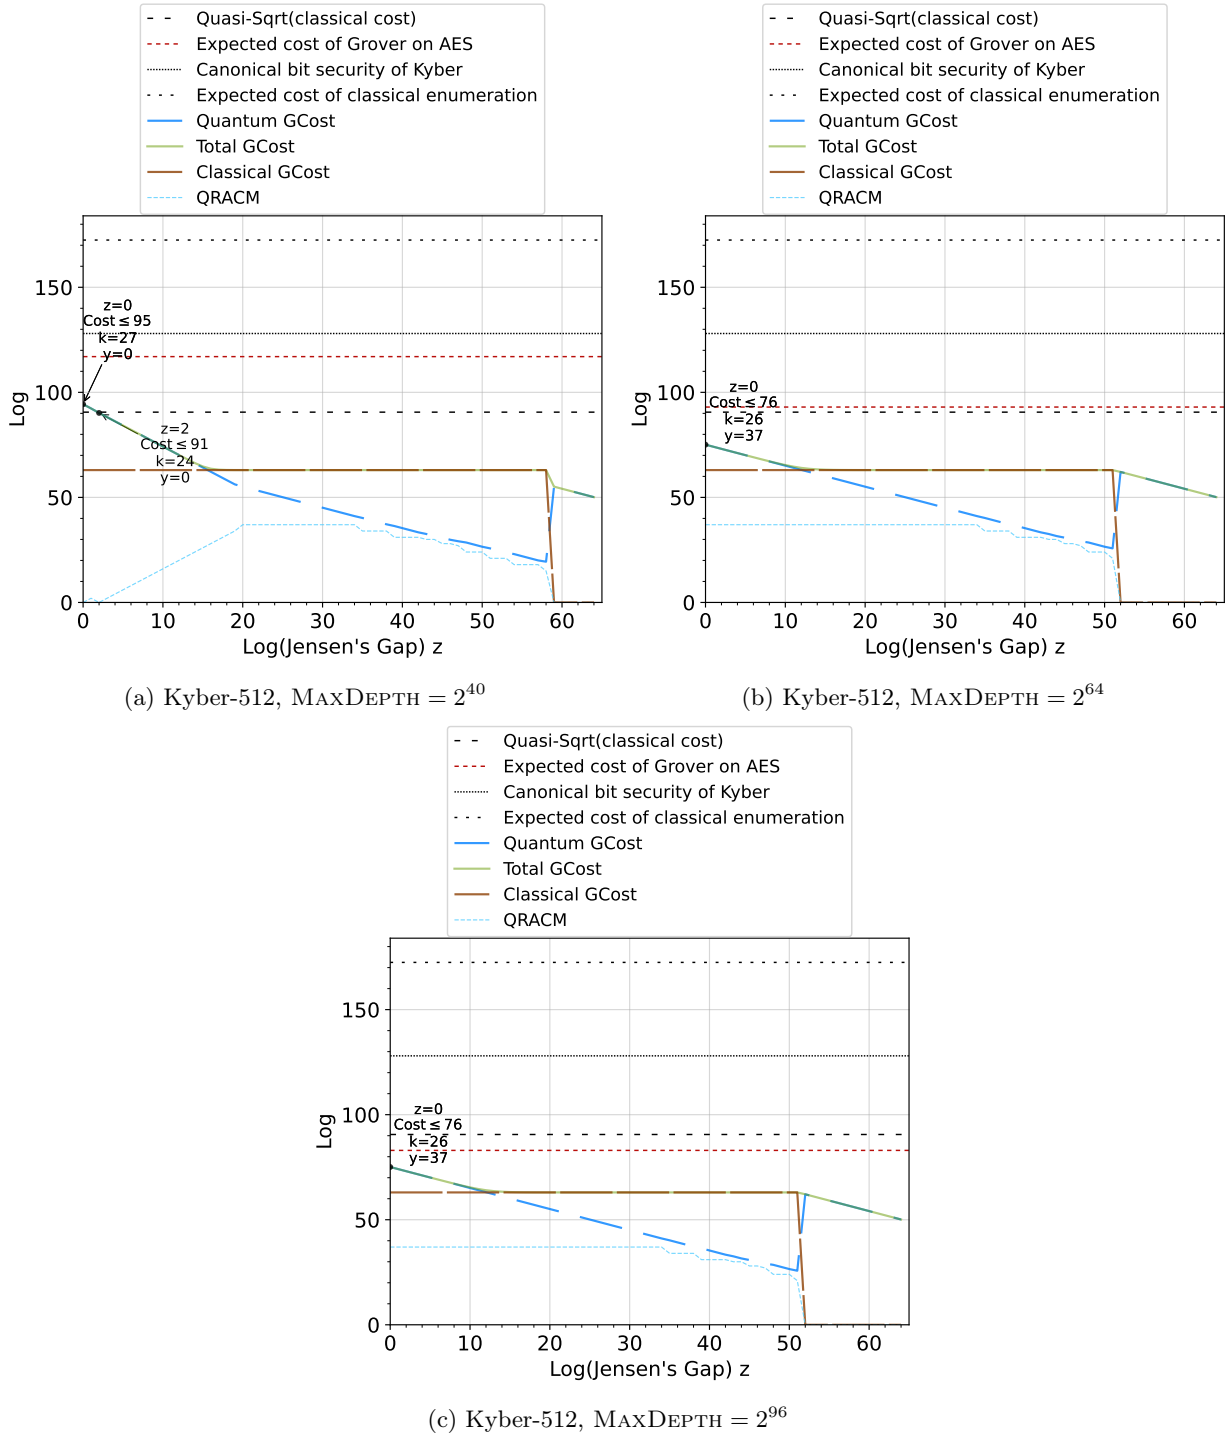 Quasi-Sqrt(classical cost)
Expected cost of Grover on AES
Canonical bit security of Kyber
Expected cost of classical enumeration
Quantum GCost
Total GCost
Classical GCost
QRACM
150
100
50
0
Log
z=0
Cost ≤ 95
k=27
y=0
z=2
Cost ≤ 91
k=24
y=0
0 10 20 30 40 50 60
Log(Jensen's Gap) z
(a) Kyber-512, MAXDEPTH = 2^40
Quasi-Sqrt(classical cost)
Expected cost of Grover on AES
Canonical bit security of Kyber
Expected cost of classical enumeration
Quantum GCost
Total GCost
Classical GCost
QRACM
150
100
50
0
Log
z=0
Cost ≤ 76
k=26
y=37
0 10 20 30 40 50 60
Log(Jensen's Gap) z
(b) Kyber-512, MAXDEPTH = 2^64
Quasi-Sqrt(classical cost)
Expected cost of Grover on AES
Canonical bit security of Kyber
Expected cost of classical enumeration
Quantum GCost
Total GCost
Classical GCost
QRACM
150
100
50
0
Log
z=0
Cost ≤ 76
k=26
y=37
0 10 20 30 40 50 60
Log(Jensen's Gap) z
(c) Kyber-512, MAXDEPTH = 2^96